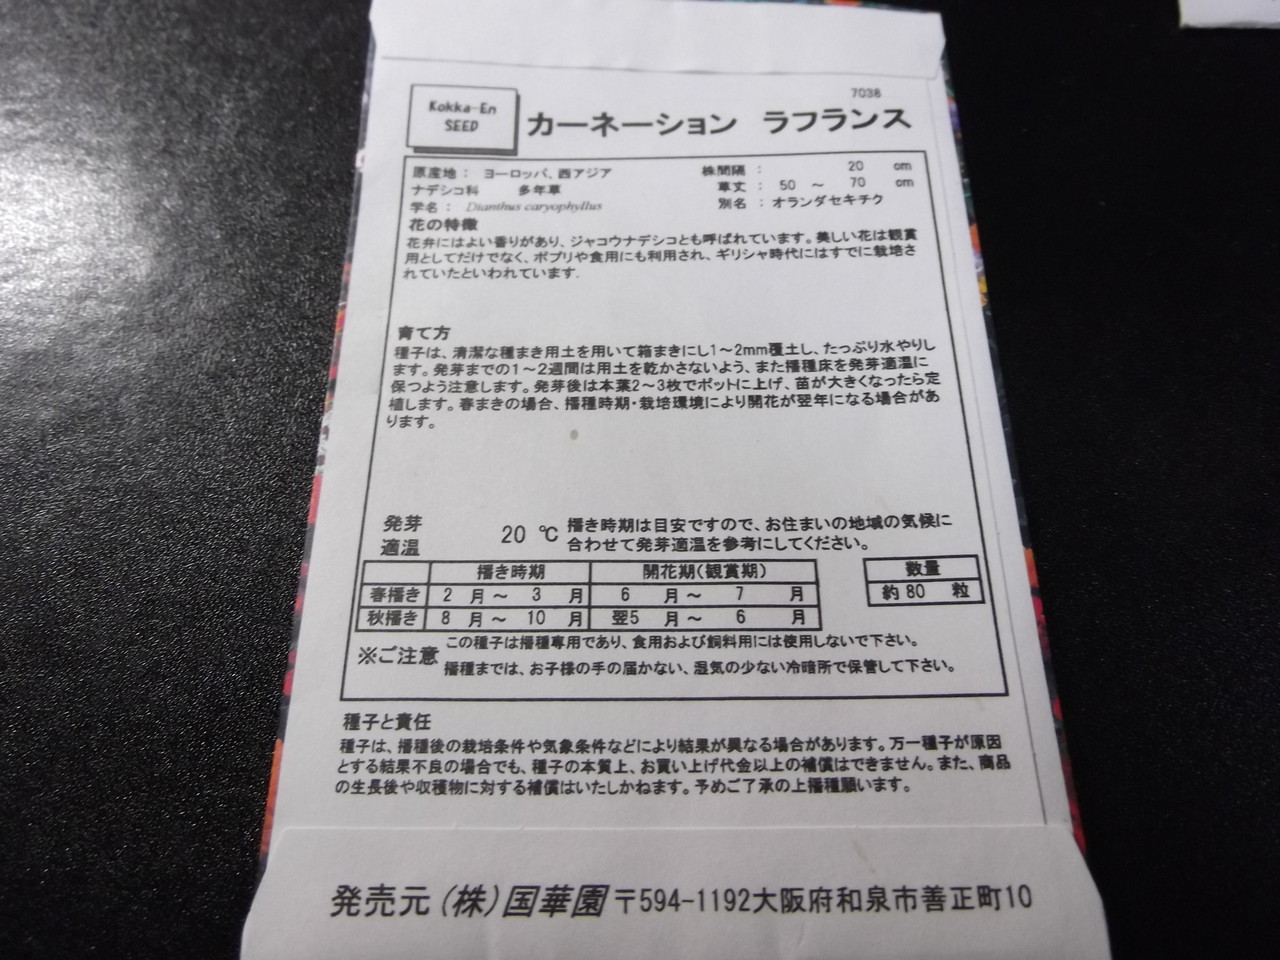 7038
Kokka-En
SEED
カーネーション ラフランス
原産地： ヨーロッパ、西アジア
株間隔： 20 cm
ナデシコ科 多年草
草丈： 50 ～ 70 cm
学名： Dianthus caryophyllus
別名：オランダセキチク
花の特徴
花弁にはよい香りがあり、ジャコウナデシコとも呼ばれています。美しい花は観賞
用としてだけでなく、ポプリや食用にも利用され、ギリシャ時代にはすでに栽培さ
れていたといわれています.
育て方
種子は、清潔な種まき用土を用いて箱まきにし1～2mm覆土し、たっぷり水やりし
ます。発芽までの1～2週間は用土を乾かさないよう、また播種床を発芽適温に
保つよう注意します。発芽後は本葉2～3枚でポットに上げ、苗が大きくなったら定
植します。春まきの場合、播種時期・栽培環境により開花が翌年になる場合があ
ります。
発芽
適温
20 ℃
播き時期は目安ですので、お住まいの地域の気候に
合わせて発芽適温を参考にしてください。
播き時期 開花期(観賞期)
春播き 2 月～ 3 月 6 月～ 7 月
秋播き 8 月～ 10 月 翌5 月～ 6 月
数量
約80 粒
※ご注意
この種子は播種専用であり、食用および飼料用には使用しないで下さい。
播種までは、お子様の手の届かない、湿気の少ない冷暗所で保管して下さい。
種子と責任
種子は、播種後の栽培条件や気象条件などにより結果が異なる場合があります。万一種子が原因
とする結果不良の場合でも、種子の本質上、お買い上げ代金以上の補償はできません。また、商品
の生長後や収穫物に対する補償はいたしかねます。予めご了承の上播種願います。
発売元 (株)国華園 〒594-1192大阪府和泉市善正町10